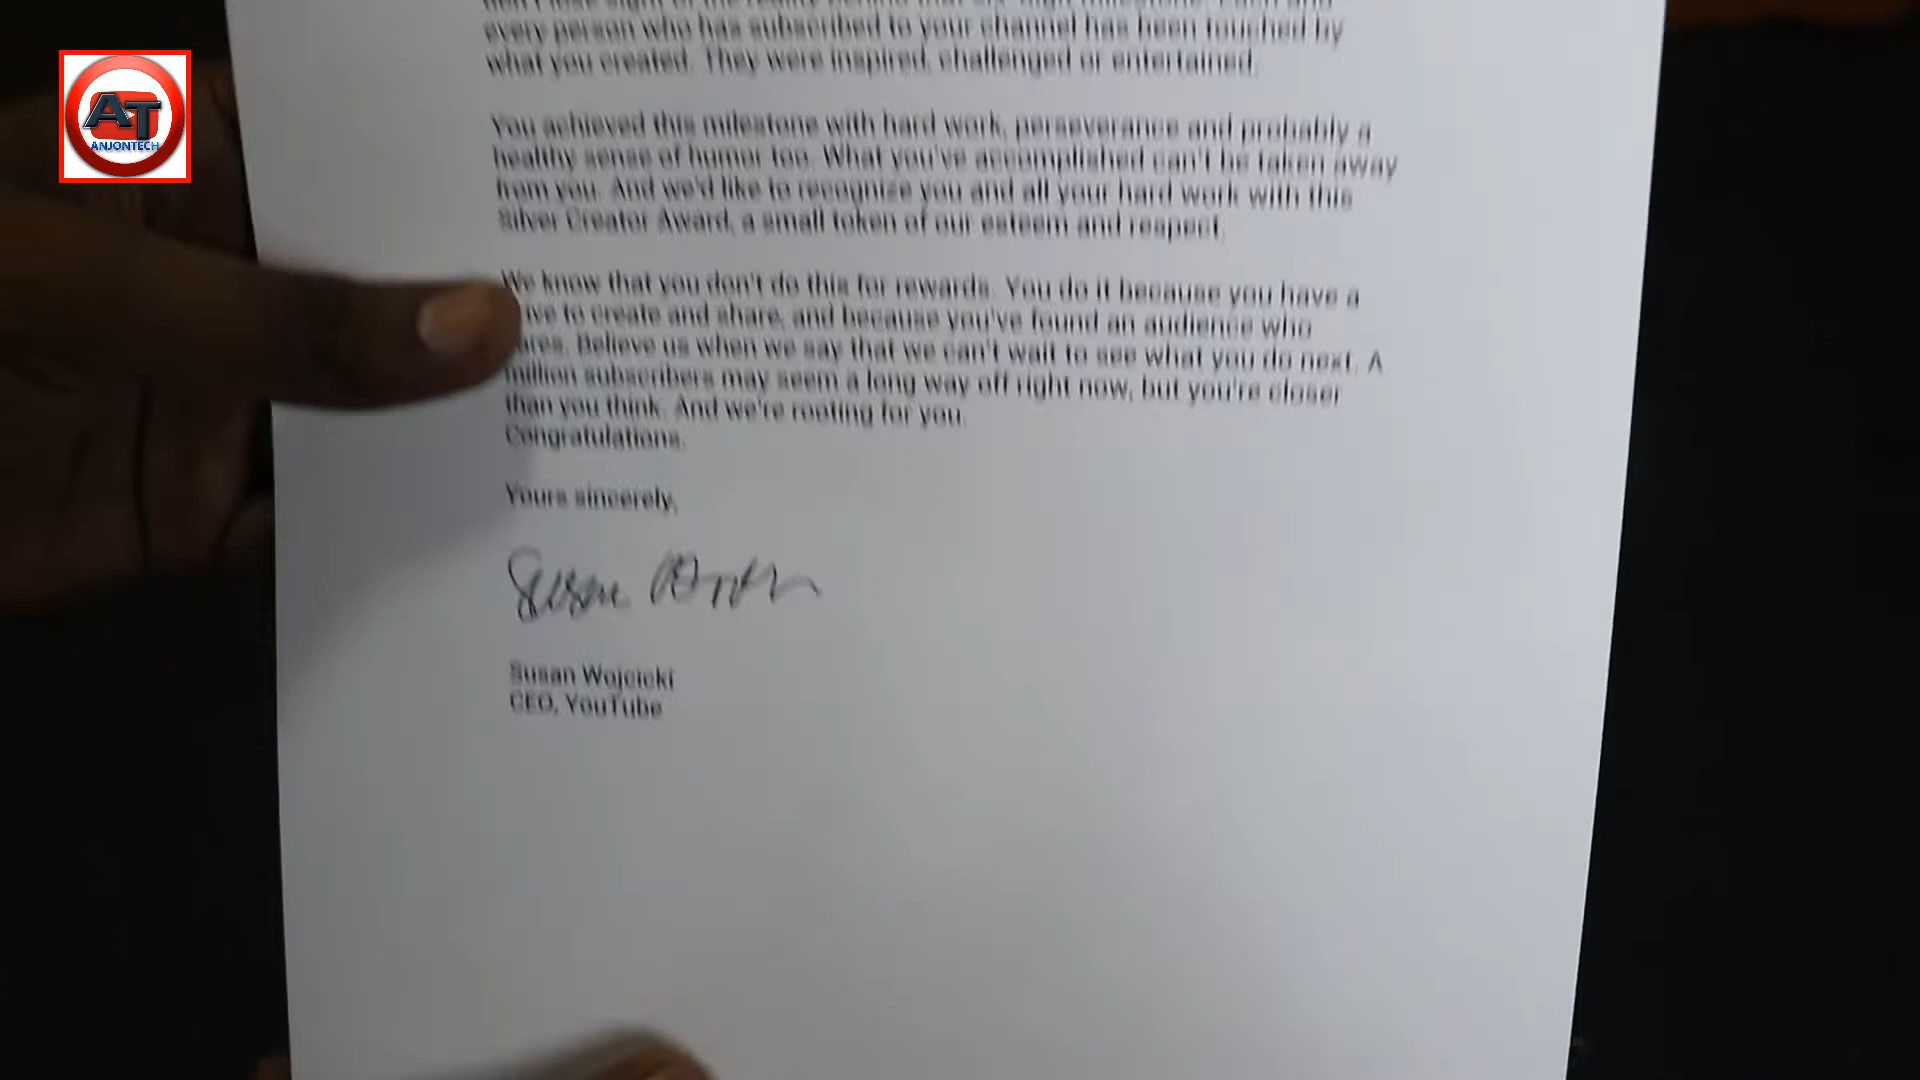 AT
ANJONTECH
every person who has subscribed to your channel has been touched by
what you created. They were inspired, challenged or entertained.
You achieved this milestone with hard work, perseverance and probably a
healthy sense of humor too. What you've accomplished can't be taken away
from you. And we'd like to recognize you and all your hard work with this
Silver Creator Award, a small token of our esteem and respect.
We know that you don't do this for rewards. You do it because you have a
to create and share, and because you've found an audience who
Believe us when we say that we can't wait to see what you do next. A
million subscribers may seem a long way off right now, but you're closer
than you think. And we're rooting for you.
Congratulations.
Yours sincerely,
Susan Wojcicki
CEO, YouTube